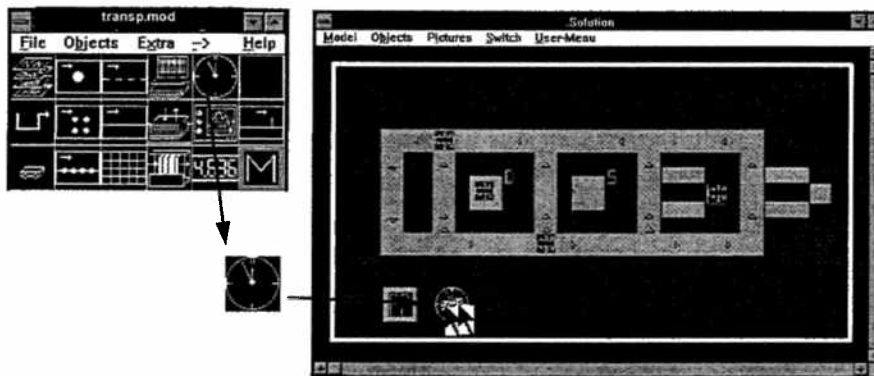 transp.mod
File Objects Extra --> Help
4.636
M
Solution
Model Objects Pictures Switch User-Menu
D S